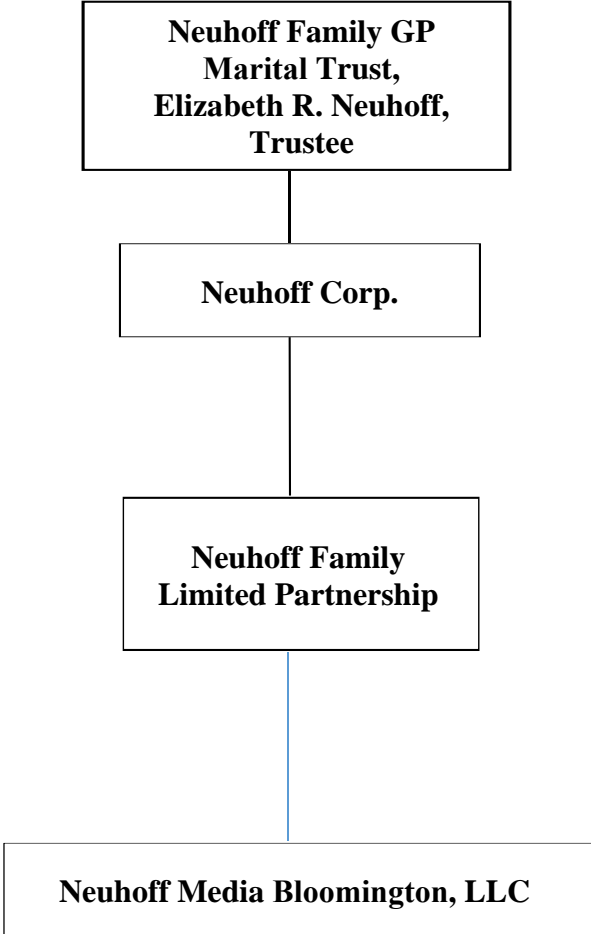 Neuhoff Family GP
Marital Trust,
Elizabeth R. Neuhoff,
Trustee
Neuhoff Corp.
Neuhoff Family
Limited Partnership
Neuhoff Media Bloomington, LLC